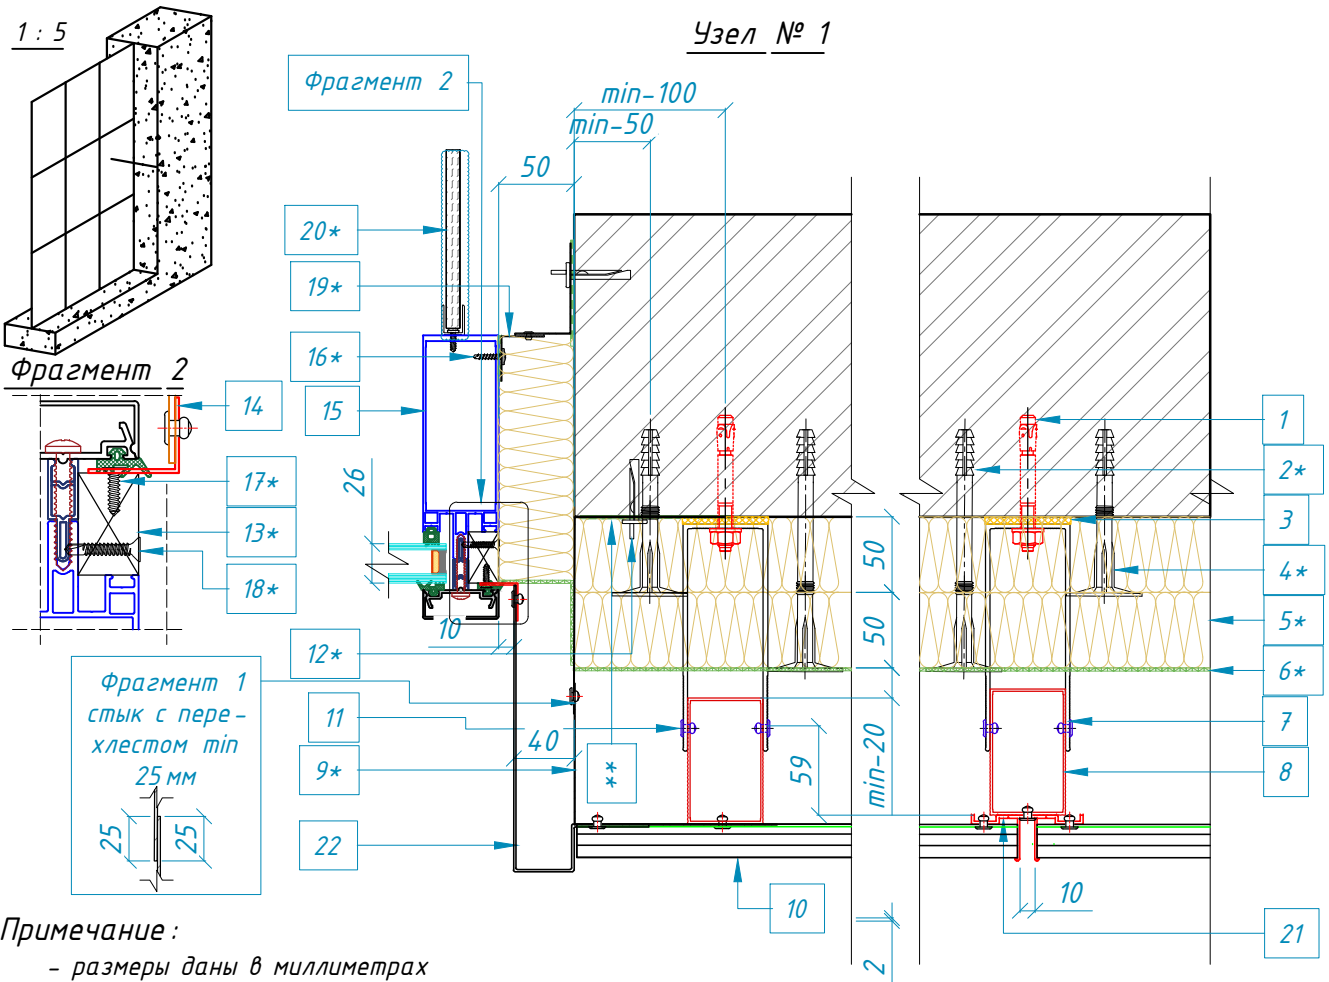 Узел № 1
1 : 5
Фрагмент 2
min-100
min-50
50
20*
19*
16*
15
Фрагмент 2
14
17*
13*
18*
26
10
12*
11
9*
22
40
**
59
50
50
min-20
1
2*
3
4*
5*
6*
7
8
10
10
21
2
Фрагмент 1
стык с пере-
хлестом min
25 мм
25
25
Примечание :
- размеры даны в миллиметрах